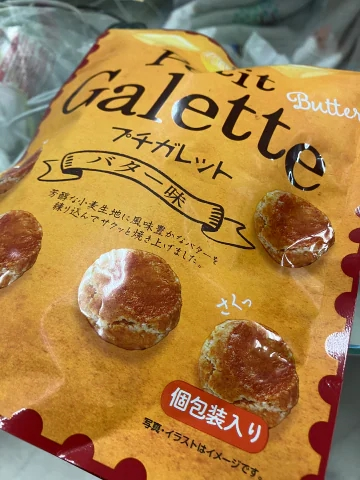 Petit
Galette
Butter
プチガレット
バター味
芳醇な小麦生地に風味豊かなバターを
練り込んでサクッと焼き上げました。
さくっ
個包装入り
写真・イラストはイメージです。